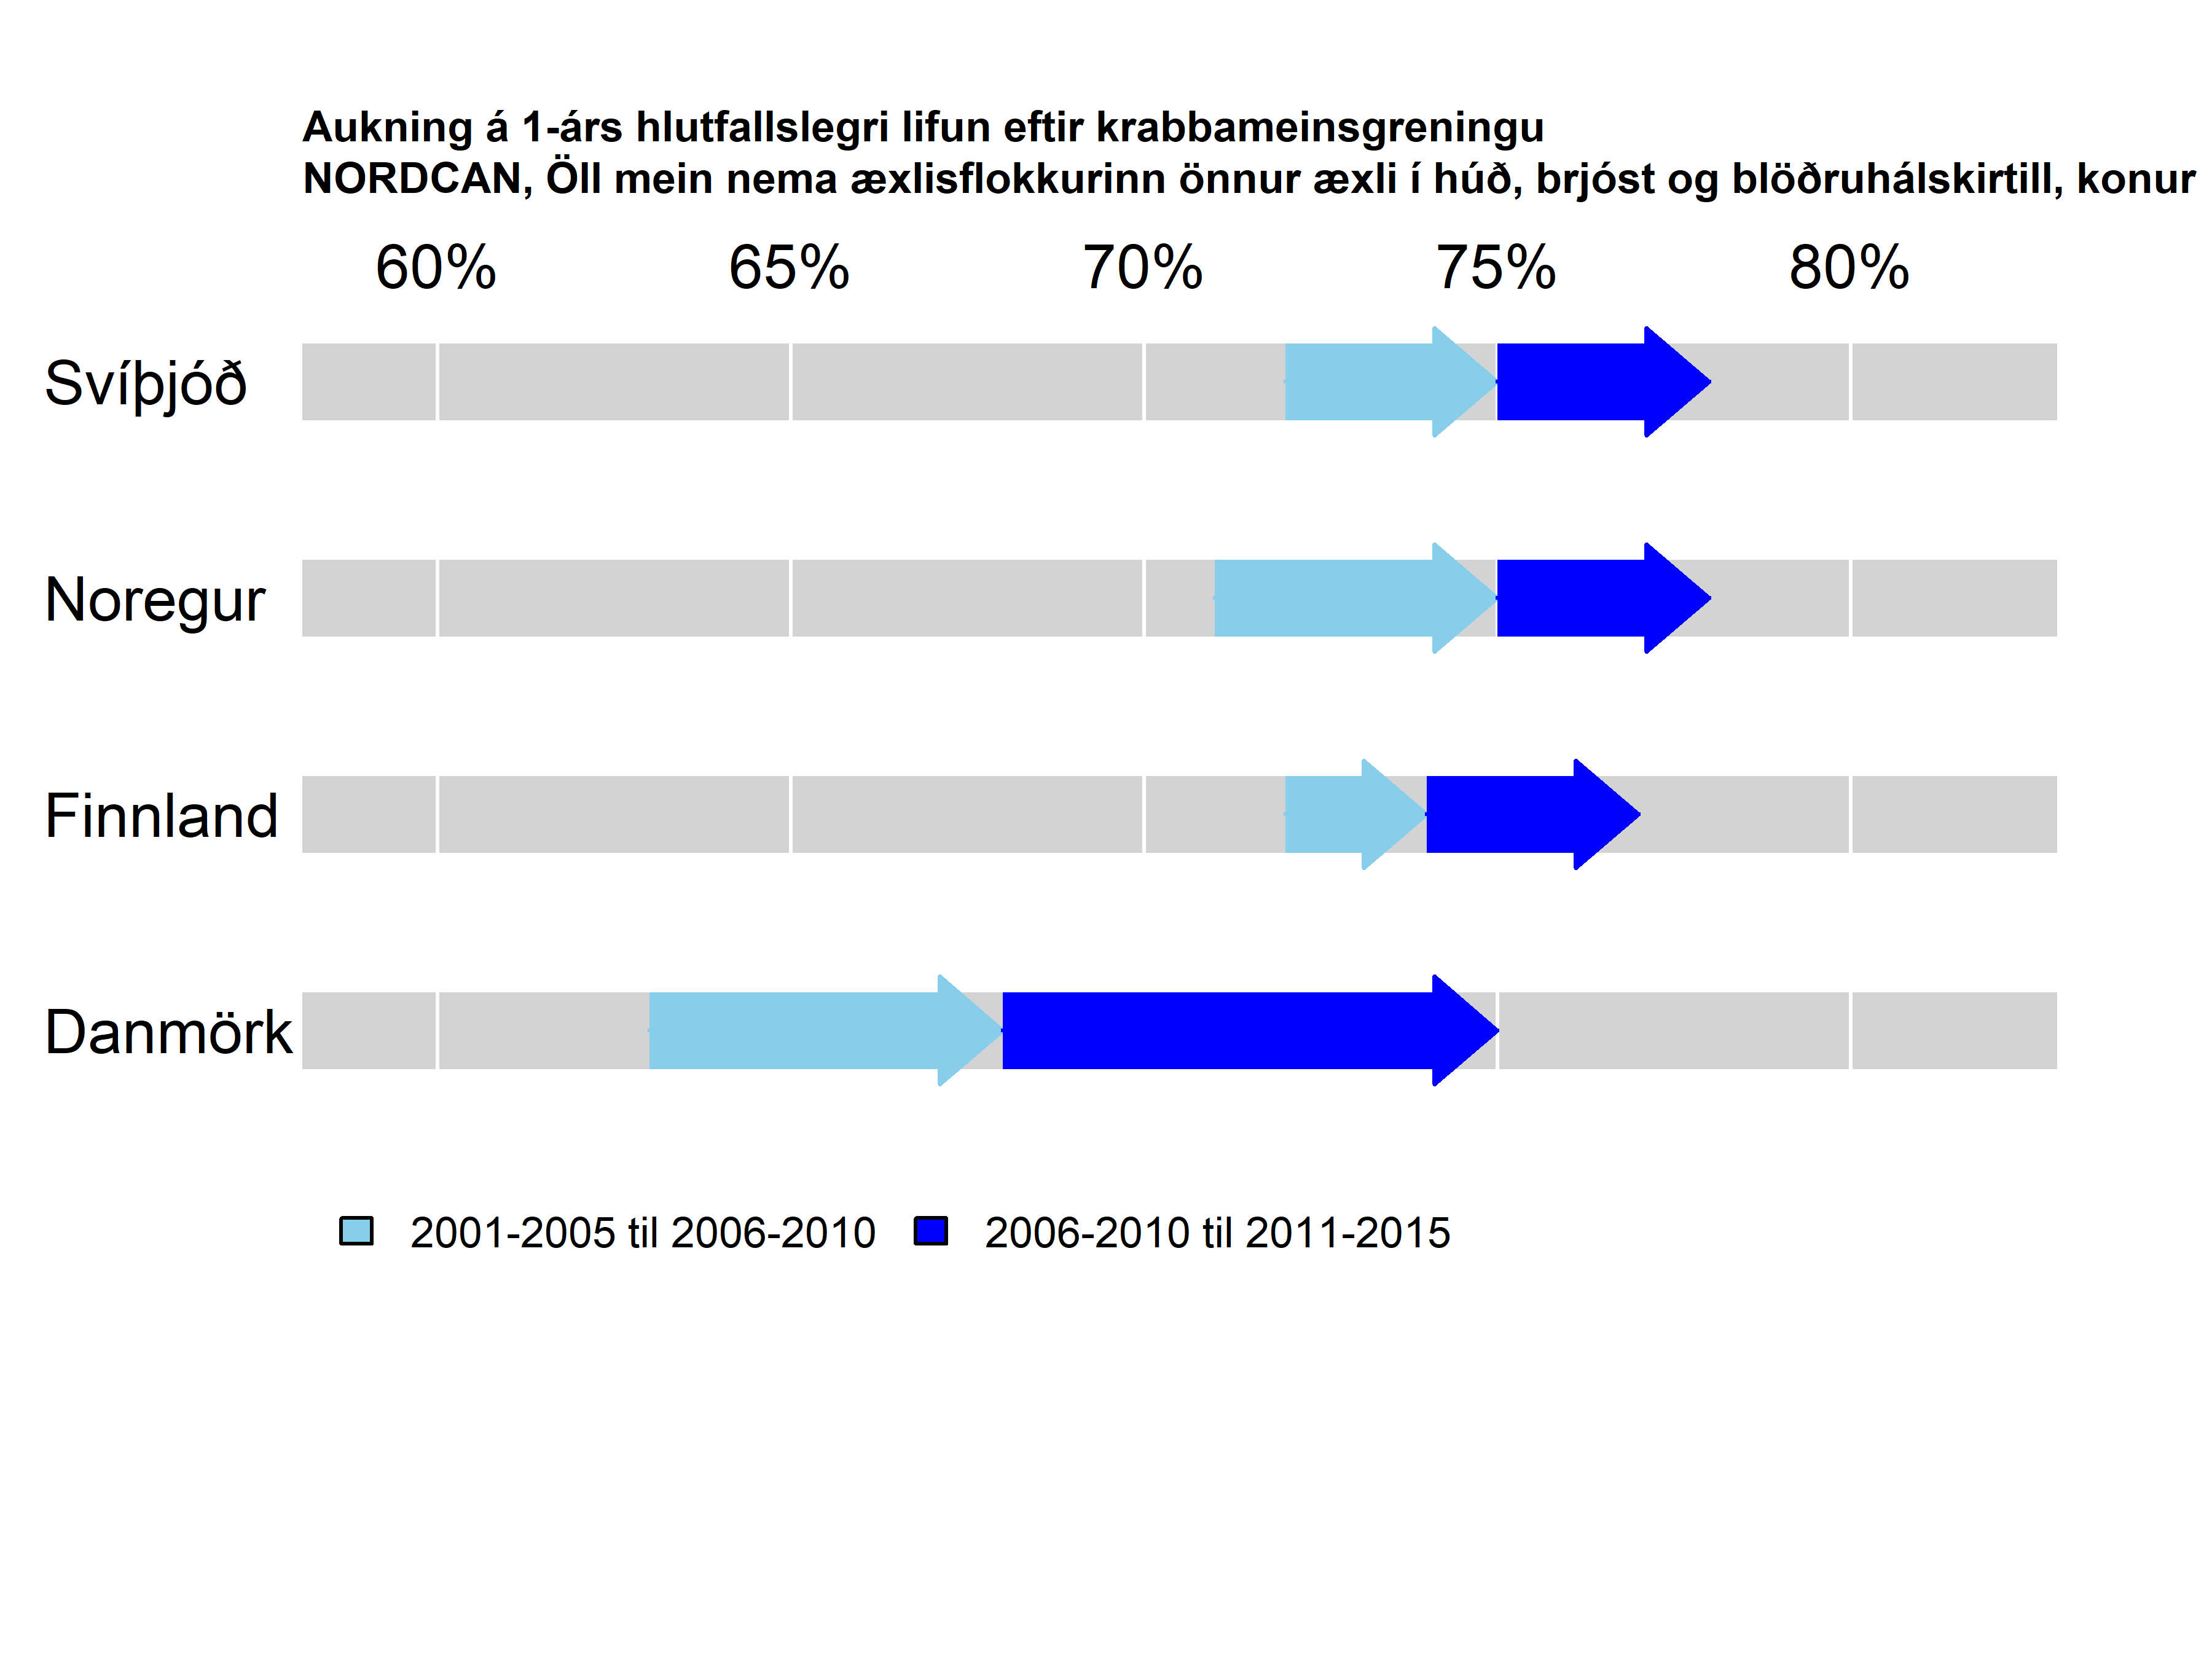 Aukning á 1-árs hlutfallslegri lifun eftir krabbameinsgreningu
NORDCAN, Öll mein nema æxlisflokkurinn önnur æxli í húð, brjóst og blöðruhálskirtill, konur
60% 65% 70% 75% 80%
Svíþjóð
Noregur
Finnland
Danmörk
2001-2005 til 2006-2010 2006-2010 til 2011-2015